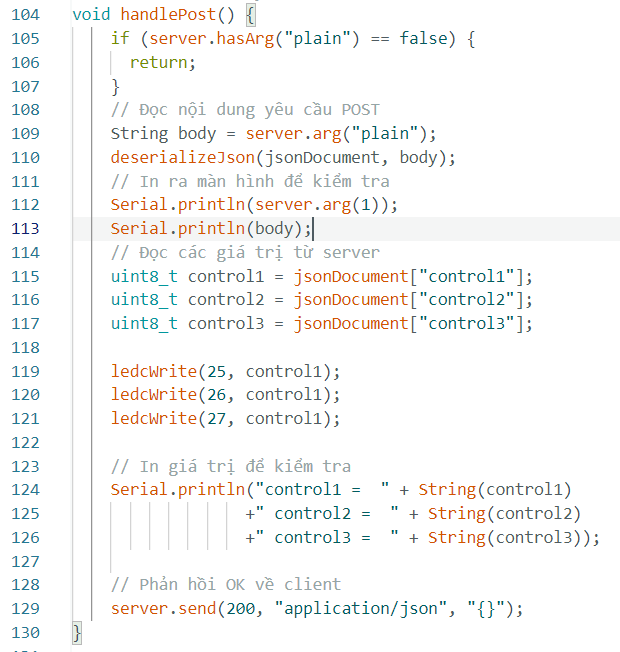 104 void handlePost() {
105 if (server.hasArg("plain") == false) {
106 return;
107 }
108 // Đọc nội dung yêu cầu POST
109 String body = server.arg("plain");
110 deserializeJson(jsonDocument, body);
111 // In ra màn hình để kiểm tra
112 Serial.println(server.arg(1));
113 Serial.println(body);
114 // Đọc các giá trị từ server
115 uint8_t control1 = jsonDocument["control1"];
116 uint8_t control2 = jsonDocument["control2"];
117 uint8_t control3 = jsonDocument["control3"];
118
119 ledcWrite(25, control1);
120 ledcWrite(26, control1);
121 ledcWrite(27, control1);
122
123 // In giá trị để kiểm tra
124 Serial.println("control1 =  " + String(control1)
125 +" control2 =  " + String(control2)
126 +" control3 =  " + String(control3));
127
128 // Phản hồi OK về client
129 server.send(200, "application/json", "{}");
130 }